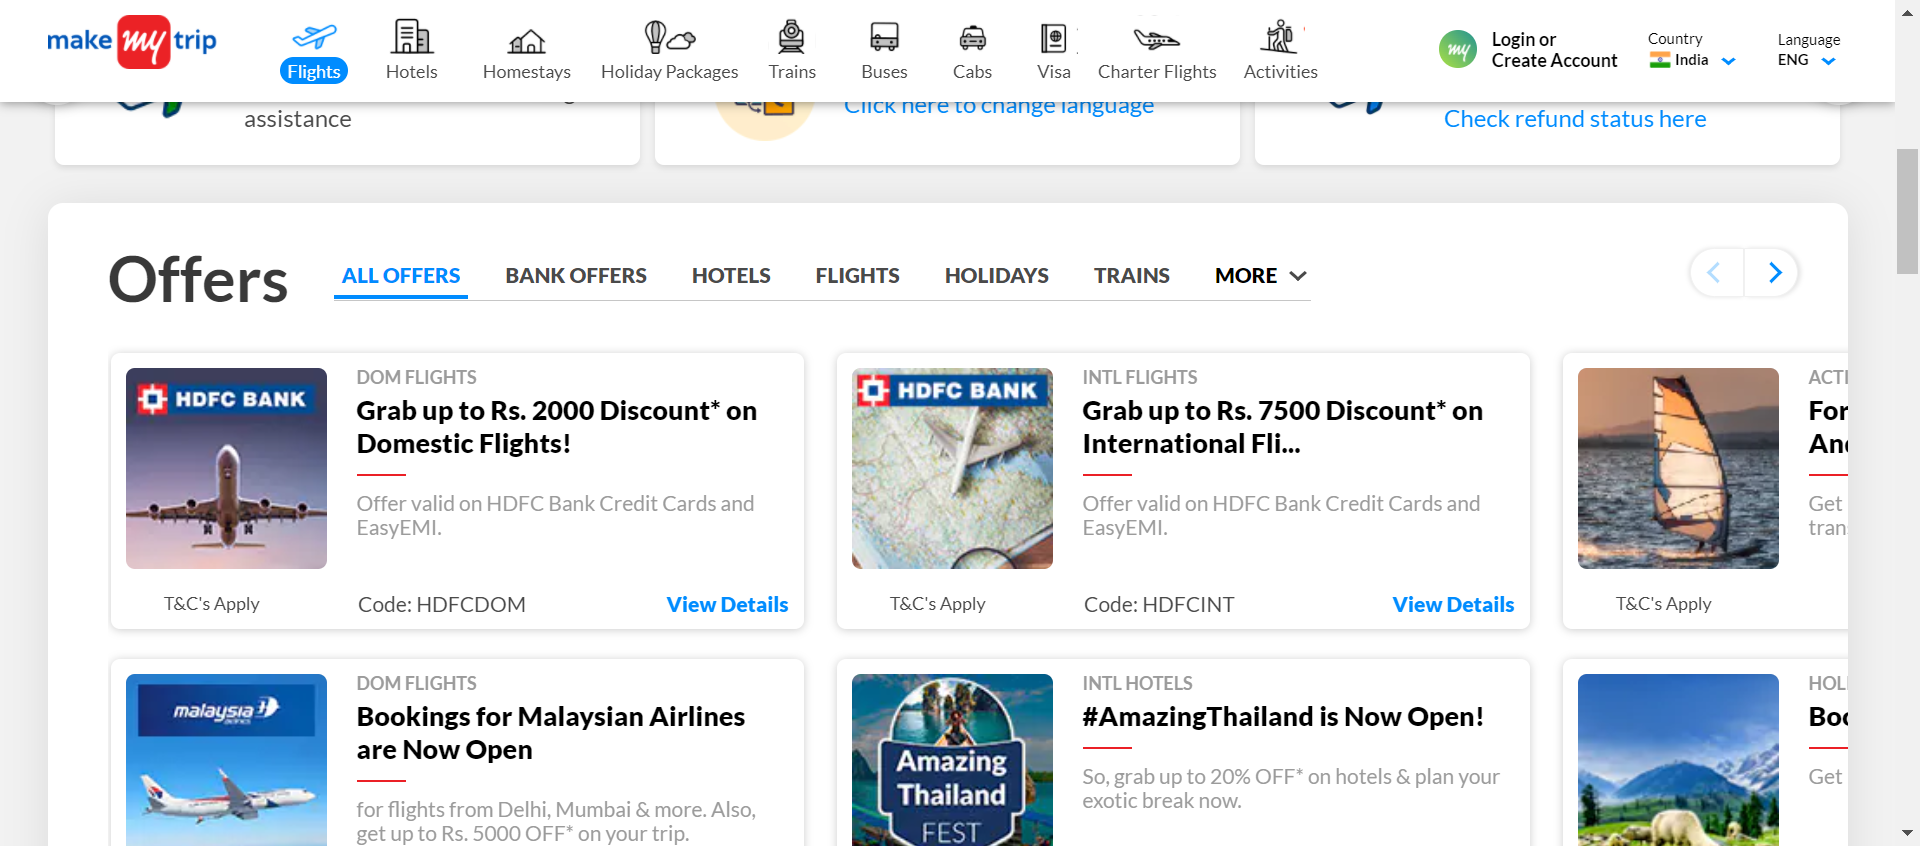 make my trip
Flights
Hotels
Homestays
Holiday Packages
Trains
Buses
Cabs
Visa
Charter Flights
Activities
my
Login or
Create Account
Country
India
Language
ENG
assistance
Click here to change language
Check refund status here
Offers
ALL OFFERS
BANK OFFERS
HOTELS
FLIGHTS
HOLIDAYS
TRAINS
MORE
HDFC BANK
DOM FLIGHTS
Grab up to Rs. 2000 Discount* on
Domestic Flights!
Offer valid on HDFC Bank Credit Cards and
EasyEMI.
T&C's Apply
Code: HDFCDOM
View Details
HDFC BANK
INTL FLIGHTS
Grab up to Rs. 7500 Discount* on
International Fli...
Offer valid on HDFC Bank Credit Cards and
EasyEMI.
T&C's Apply
Code: HDFCINT
View Details
For
Get
T&C's Apply
malaysia
airlines
DOM FLIGHTS
Bookings for Malaysian Airlines
are Now Open
for flights from Delhi, Mumbai & more. Also,
get up to Rs. 5000 OFF* on your trip.
Amazing
Thailand
FEST
INTL HOTELS
#AmazingThailand is Now Open!
So, grab up to 20% OFF* on hotels & plan your
exotic break now.
Get